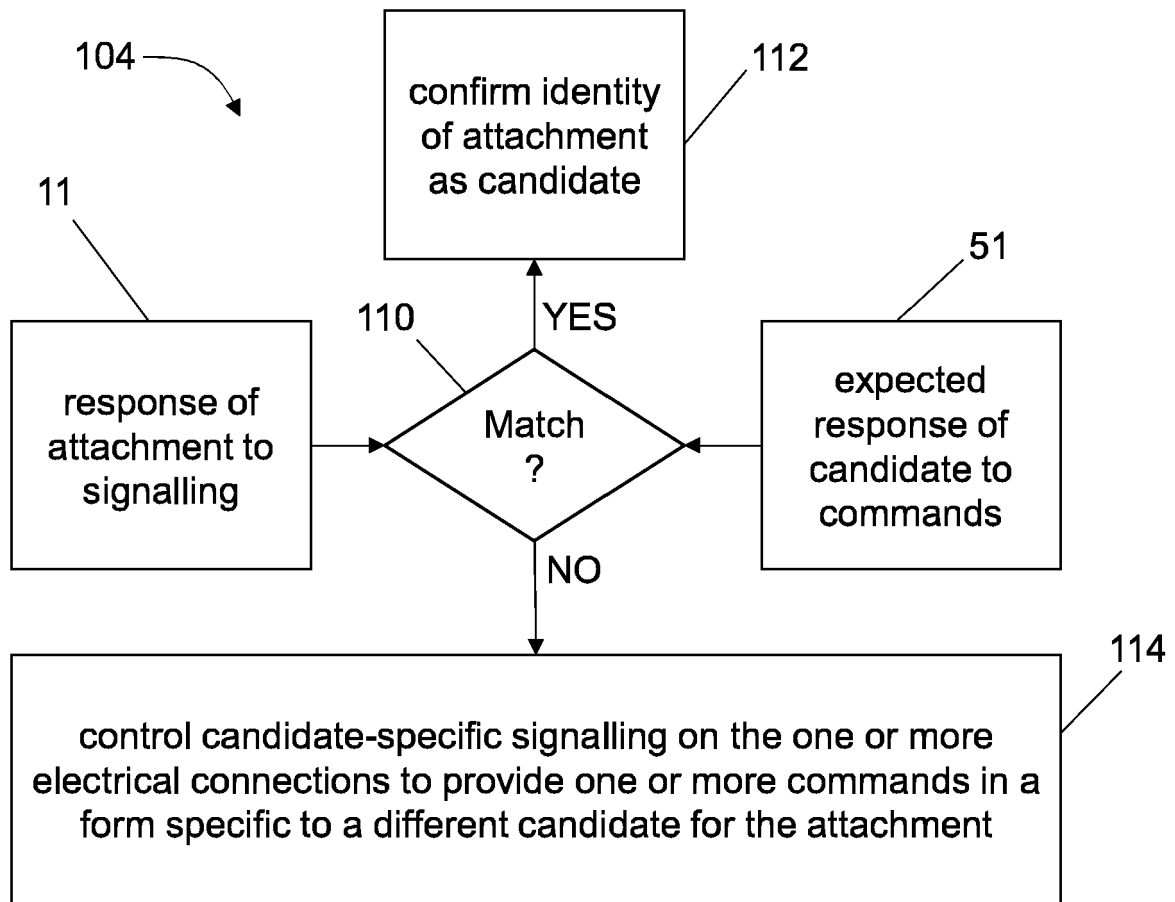 104
112
confirm identity
of attachment
as candidate
11
51
110
YES
response of
attachment to
signalling
Match
?
expected
response of
candidate to
commands
NO
114
control candidate-specific signalling on the one or more
electrical connections to provide one or more commands in a
form specific to a different candidate for the attachment